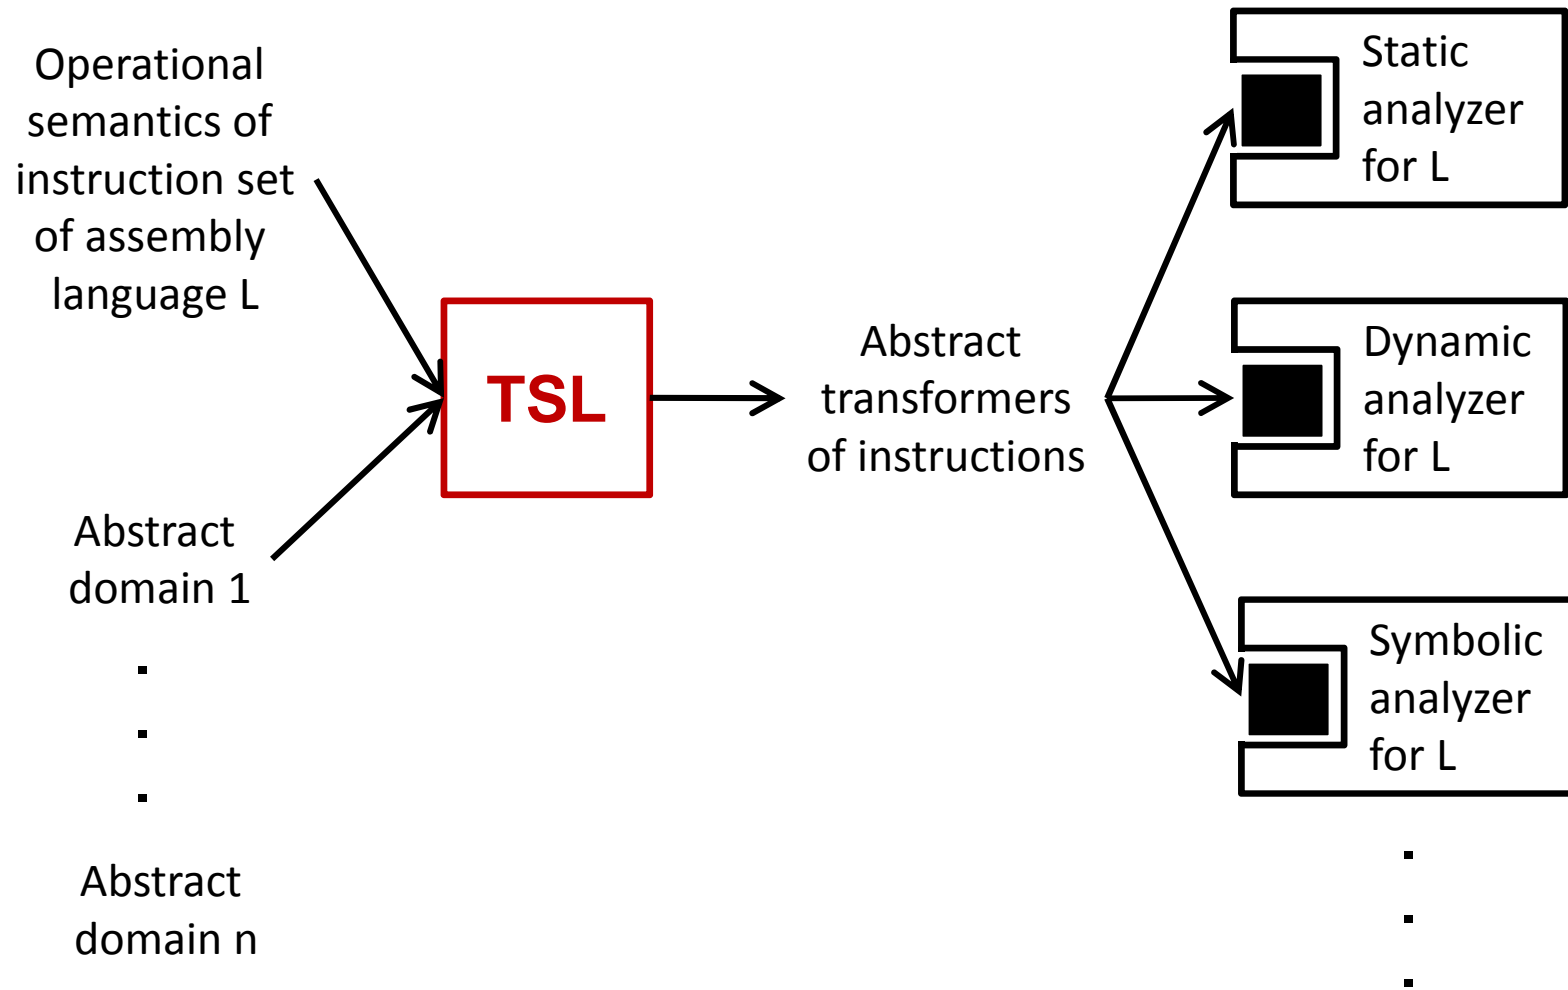 Operational
semantics of
instruction set
of assembly
language L
Abstract
domain 1
.
.
.
Abstract
domain n
TSL
Abstract
transformers
of instructions
Static
analyzer
for L
Dynamic
analyzer
for L
Symbolic
analyzer
for L
.
.
.